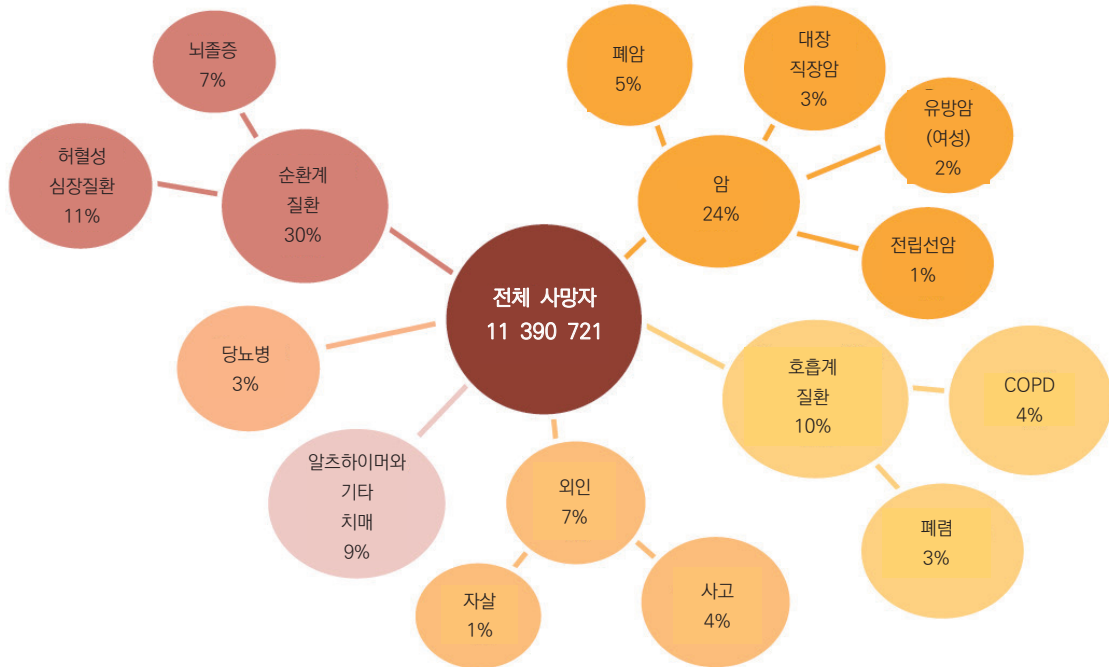 뇌졸증
7%
허혈성
심장질환
11%
순환계
질환
30%
폐암
5%
대장
직장암
3%
유방암
(여성)
2%
암
24%
전립선암
1%
전체 사망자
11 390 721
당뇨병
3%
호흡계
질환
10%
COPD
4%
폐렴
3%
알츠하이머와
기타
치매
9%
외인
7%
자살
1%
사고
4%